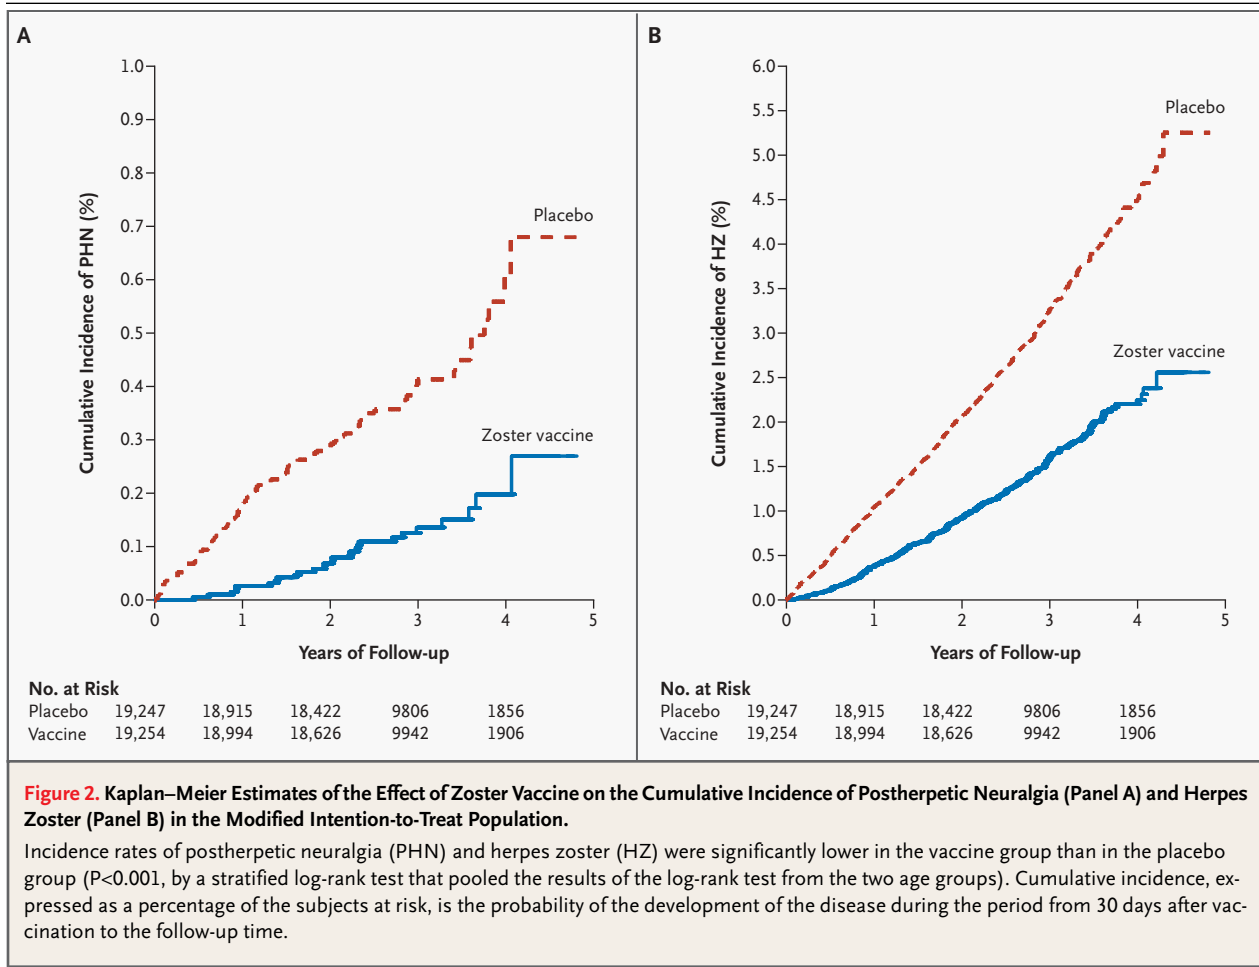 A
1.0
0.9
0.8
0.7
0.6
0.5
0.4
0.3
0.2
0.1
0.0
Cumulative Incidence of PHN (%)
Placebo
Zoster vaccine
0 1 2 3 4 5
Years of Follow-up
No. at Risk
Placebo 19,247 18,915 18,422 9806 1856
Vaccine 19,254 18,994 18,626 9942 1906
B
6.0
5.5
5.0
4.5
4.0
3.5
3.0
2.5
2.0
1.5
1.0
0.5
0.0
Cumulative Incidence of HZ (%)
Placebo
Zoster vaccine
0 1 2 3 4 5
Years of Follow-up
No. at Risk
Placebo 19,247 18,915 18,422 9806 1856
Vaccine 19,254 18,994 18,626 9942 1906
Figure 2. Kaplan–Meier Estimates of the Effect of Zoster Vaccine on the Cumulative Incidence of Postherpetic Neuralgia (Panel A) and Herpes
Zoster (Panel B) in the Modified Intention-to-Treat Population.
Incidence rates of postherpetic neuralgia (PHN) and herpes zoster (HZ) were significantly lower in the vaccine group than in the placebo
group (P<0.001, by a stratified log-rank test that pooled the results of the log-rank test from the two age groups). Cumulative incidence, ex-
pressed as a percentage of the subjects at risk, is the probability of the development of the disease during the period from 30 days after vac-
cination to the follow-up time.